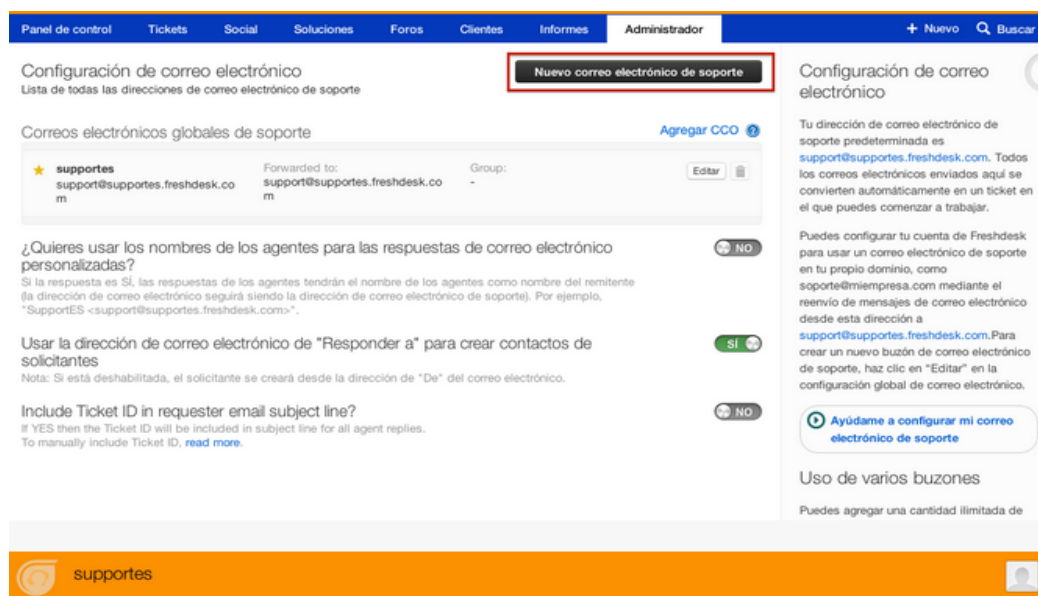 Panel de control Tickets Social Soluciones Foros Clientes Informes Administrador + Nuevo Buscar
Configuración de correo electrónico
Lista de todas las direcciones de correo electrónico de soporte
Nuevo correo electrónico de soporte
Correos electrónicos globales de soporte
Agregar CCO ?
supportes
support@supportes.freshdesk.co
m
Forwarded to:
support@supportes.freshdesk.co
m
Group:
-
Editar
¿Quieres usar los nombres de los agentes para las respuestas de correo electrónico
personalizadas?
NO
Si la respuesta es SÍ, las respuestas de los agentes tendrán el nombre de los agentes como nombre del remitente
(la dirección de correo electrónico seguirá siendo la dirección de correo electrónico de soporte). Por ejemplo,
"SupportES <support@supportes.freshdesk.com>".
Usar la dirección de correo electrónico de "Responder a" para crear contactos de
solicitantes
SÍ
Nota: Si está deshabilitada, el solicitante se creará desde la dirección de "De" del correo electrónico.
Include Ticket ID in requester email subject line?
NO
If YES then the Ticket ID will be included in subject line for all agent replies.
To manually include Ticket ID, read more.
Configuración de correo
electrónico
Tu dirección de correo electrónico de
soporte predeterminada es
support@supportes.freshdesk.com. Todos
los correos electrónicos enviados aquí se
convierten automáticamente en un ticket en
el que puedes comenzar a trabajar.
Puedes configurar tu cuenta de Freshdesk
para usar un correo electrónico de soporte
en tu propio dominio, como
soporte@miempresa.com mediante el
reenvío de mensajes de correo electrónico
desde esta dirección a
support@supportes.freshdesk.com.Para
crear un nuevo buzón de correo electrónico
de soporte, haz clic en "Editar" en la
configuración global de correo electrónico.
Ayúdame a configurar mi correo
electrónico de soporte
Uso de varios buzones
Puedes agregar una cantidad ilimitada de
supportes